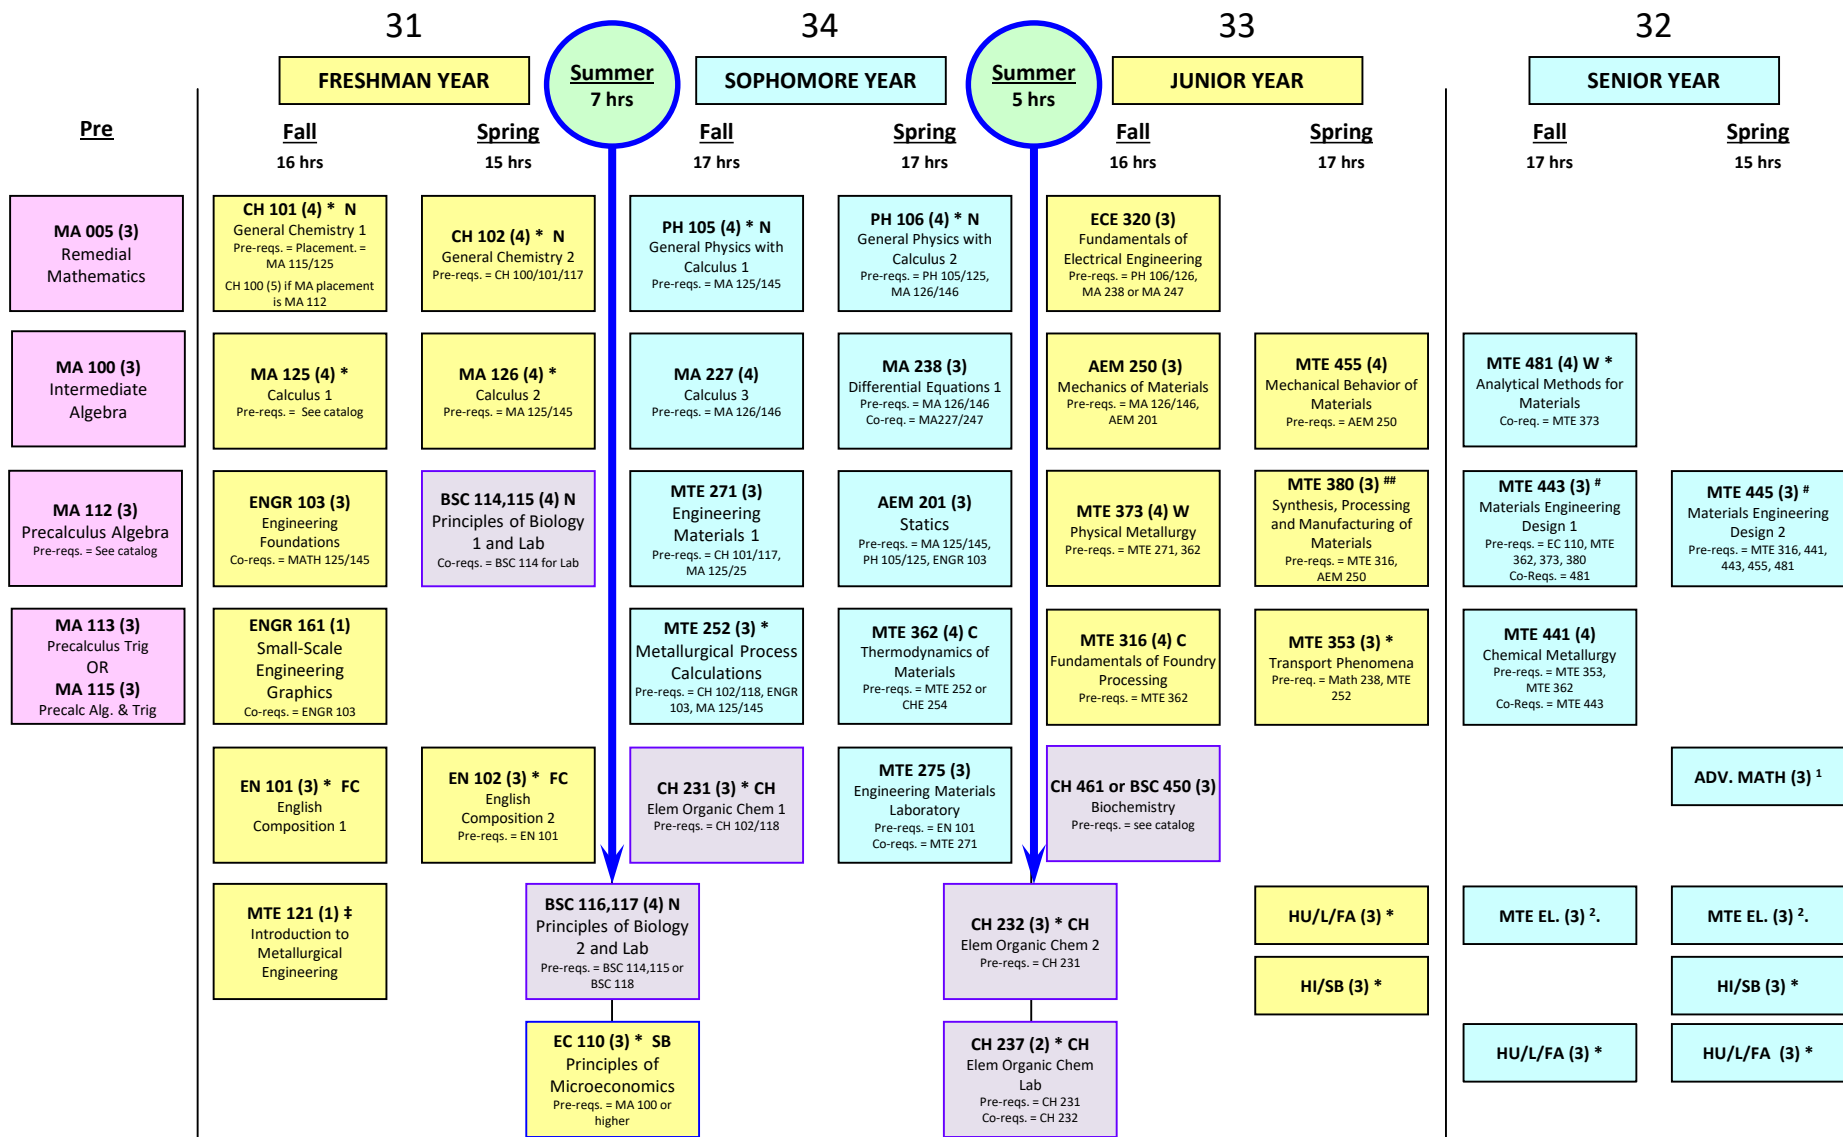 31
34
33
32
FRESHMAN YEAR
Summer
7 hrs
SOPHOMORE YEAR
Summer
5 hrs
JUNIOR YEAR
SENIOR YEAR
Pre
Fall
16 hrs
Spring
15 hrs
Fall
17 hrs
Spring
17 hrs
Fall
16 hrs
Spring
17 hrs
Fall
17 hrs
Spring
15 hrs
MA 005 (3)
Remedial
Mathematics
CH 101 (4) * N
General Chemistry 1
Pre-reqs. = Placement. =
MA 115/125
CH 100 (5) if MA placement
is MA 112
CH 102 (4) * N
General Chemistry 2
Pre-reqs. = CH 100/101/117
PH 105 (4) * N
General Physics with
Calculus 1
Pre-reqs. = MA 125/145
PH 106 (4) * N
General Physics with
Calculus 2
Pre-reqs. = PH 105/125,
MA 126/146
ECE 320 (3)
Fundamentals of
Electrical Engineering
Pre-reqs. = PH 106/126,
MA 238 or MA 247
MA 100 (3)
Intermediate
Algebra
MA 125 (4) *
Calculus 1
Pre-reqs. = See catalog
MA 126 (4) *
Calculus 2
Pre-reqs. = MA 125/145
MA 227 (4)
Calculus 3
Pre-reqs. = MA 126/146
MA 238 (3)
Differential Equations 1
Pre-reqs. = MA 126/146
Co-req. = MA227/247
AEM 250 (3)
Mechanics of Materials
Pre-reqs. = MA 126/146,
AEM 201
MTE 455 (4)
Mechanical Behavior of
Materials
Pre-reqs. = AEM 250
MTE 481 (4) W *
Analytical Methods for
Materials
Co-req. = MTE 373
MA 112 (3)
Precalculus Algebra
Pre-reqs. = See catalog
ENGR 103 (3)
Engineering
Foundations
Co-reqs. = MATH 125/145
BSC 114,115 (4) N
Principles of Biology
1 and Lab
Co-reqs. = BSC 114 for Lab
MTE 271 (3)
Engineering
Materials 1
Pre-reqs. = CH 101/117,
MA 125/25
AEM 201 (3)
Statics
Pre-reqs. = MA 125/145,
PH 105/125, ENGR 103
MTE 373 (4) W
Physical Metallurgy
Pre-reqs. = MTE 271, 362
MTE 380 (3) ##
Synthesis, Processing
and Manufacturing of
Materials
Pre-reqs. = MTE 316,
AEM 250
MTE 443 (3) #
Materials Engineering
Design 1
Pre-reqs. = EC 110, MTE
362, 373, 380
Co-Reqs. = 481
MTE 445 (3) #
Materials Engineering
Design 2
Pre-reqs. = MTE 316, 441,
443, 455, 481
MA 113 (3)
Precalculus Trig
OR
MA 115 (3)
Precalc Alg. & Trig
ENGR 161 (1)
Small-Scale
Engineering
Graphics
Co-reqs. = ENGR 103
MTE 252 (3) *
Metallurgical Process
Calculations
Pre-reqs. = CH 102/118, ENGR
103, MA 125/145
MTE 362 (4) C
Thermodynamics of
Materials
Pre-reqs. = MTE 252 or
CHE 254
MTE 316 (4) C
Fundamentals of Foundry
Processing
Pre-reqs. = MTE 362
MTE 353 (3) *
Transport Phenomena
Pre-req. = Math 238, MTE
252
MTE 441 (4)
Chemical Metallurgy
Pre-reqs. = MTE 353,
MTE 362
Co-Reqs. = MTE 443
EN 101 (3) * FC
English
Composition 1
EN 102 (3) * FC
English
Composition 2
Pre-reqs. = EN 101
CH 231 (3) * CH
Elem Organic Chem 1
Pre-reqs. = CH 102/118
MTE 275 (3)
Engineering Materials
Laboratory
Pre-reqs. = EN 101
Co-reqs. = MTE 271
CH 461 or BSC 450 (3)
Biochemistry
Pre-reqs. = see catalog
ADV. MATH (3) 1
MTE 121 (1) ‡
Introduction to
Metallurgical
Engineering
BSC 116,117 (4) N
Principles of Biology
2 and Lab
Pre-reqs. = BSC 114,115 or
BSC 118
CH 232 (3) * CH
Elem Organic Chem 2
Pre-reqs. = CH 231
HU/L/FA (3) *
MTE EL. (3) 2.
MTE EL. (3) 2.
HI/SB (3) *
HI/SB (3) *
EC 110 (3) * SB
Principles of
Microeconomics
Pre-reqs. = MA 100 or
higher
CH 237 (2) * CH
Elem Organic Chem
Lab
Pre-reqs. = CH 231
Co-reqs. = CH 232
HU/L/FA (3) *
HU/L/FA (3) *